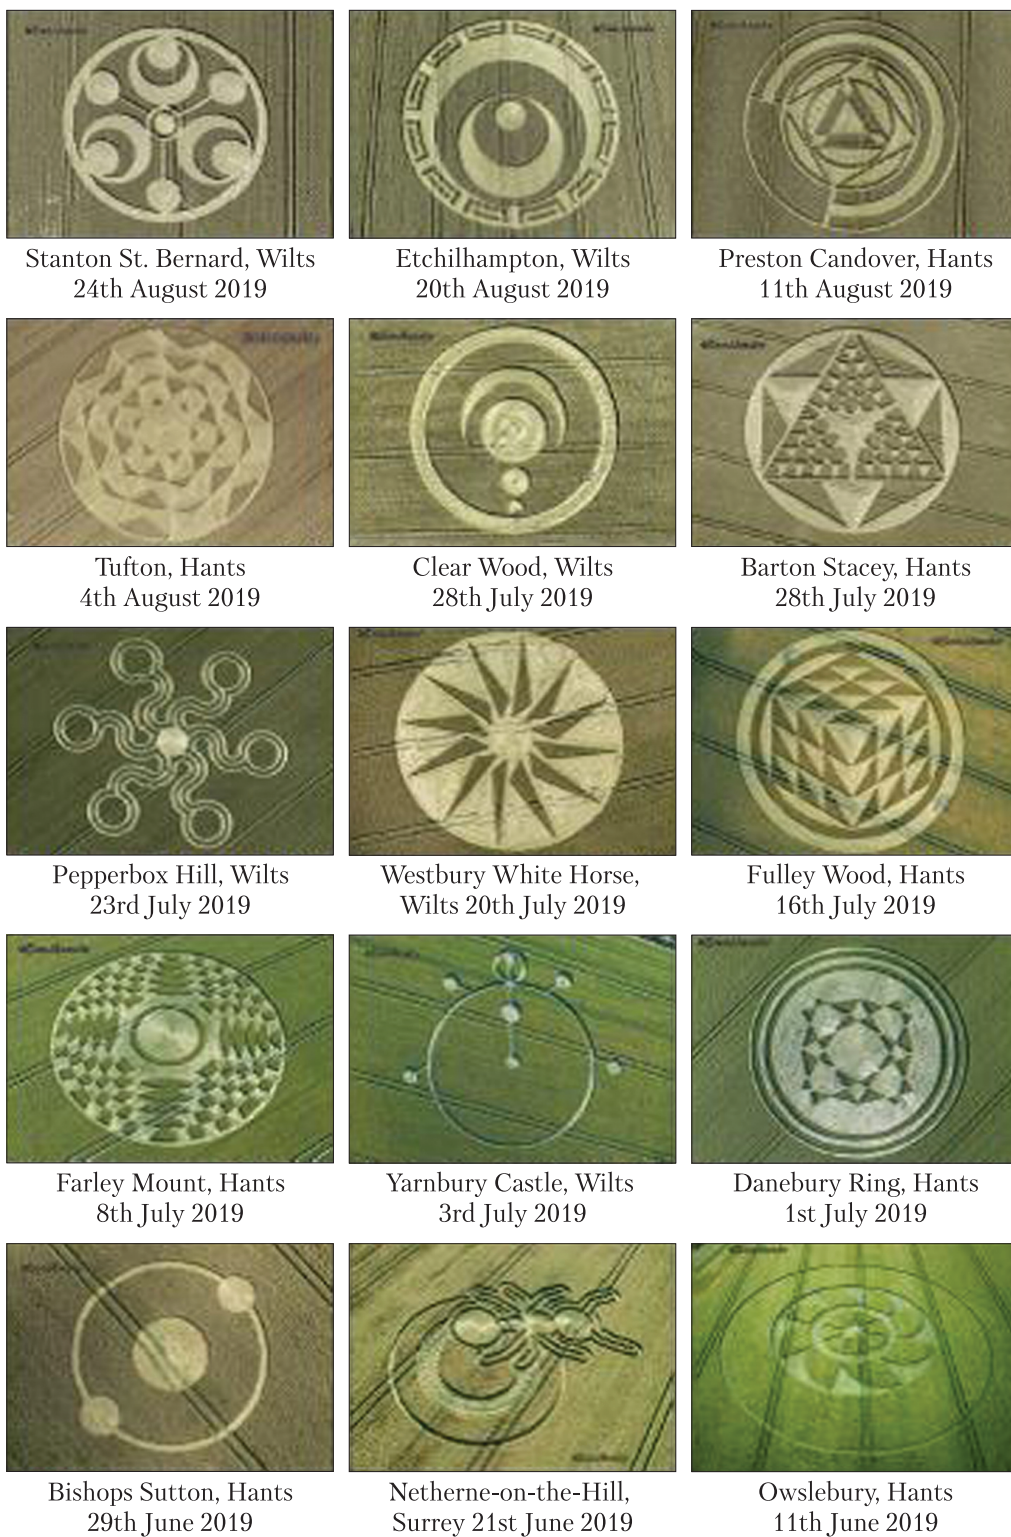 Stanton St. Bernard, Wilts
24th August 2019
Etchilhampton, Wilts
20th August 2019
Preston Candover, Hants
11th August 2019
Tufton, Hants
4th August 2019
Clear Wood, Wilts
28th July 2019
Barton Stacey, Hants
28th July 2019
Pepperbox Hill, Wilts
23rd July 2019
Westbury White Horse,
Wilts 20th July 2019
Fulley Wood, Hants
16th July 2019
Farley Mount, Hants
8th July 2019
Yarnbury Castle, Wilts
3rd July 2019
Danebury Ring, Hants
1st July 2019
Bishops Sutton, Hants
29th June 2019
Netherne-on-the-Hill,
Surrey 21st June 2019
Owslebury, Hants
11th June 2019